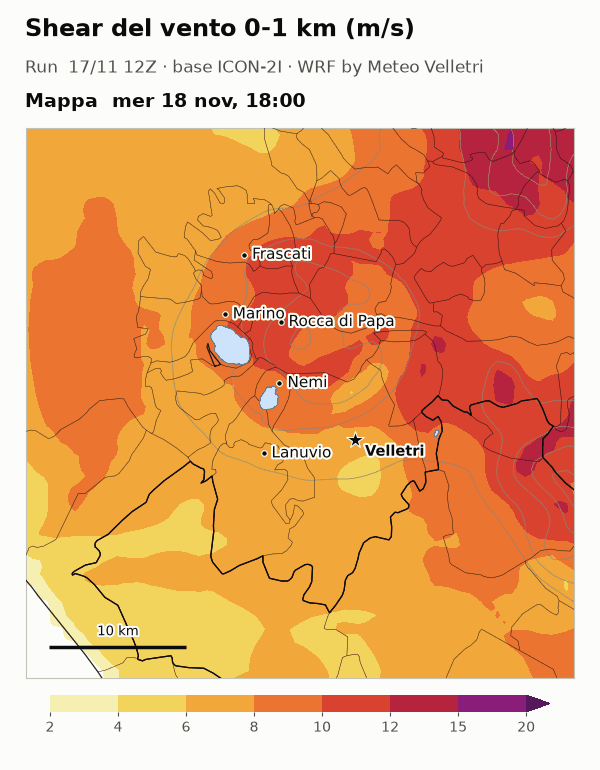 Shear del vento 0-1 km (m/s)
Run  17/11 12Z · base ICON-2I · WRF by Meteo Velletri
Mappa  mer 18 nov, 18:00
Frascati
Marino
Rocca di Papa
Nemi
Velletri
Lanuvio
10 km
2 4 6 8 10 12 15 20